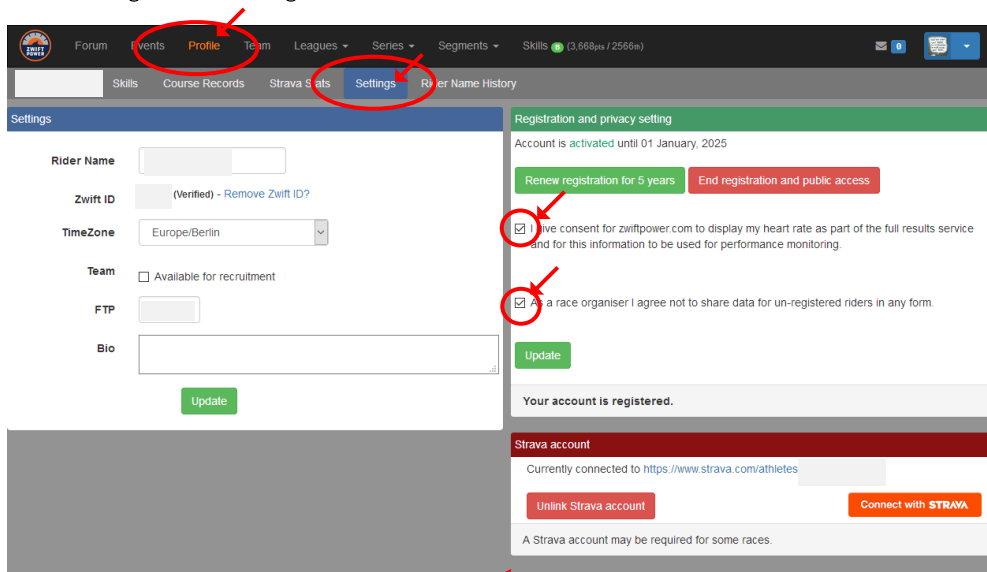 ZWIFT POWER
Forum Events Profile Team Leagues Series Segments Skills B (3,668pts / 2566th) 0
Skills Course Records Strava Stats Settings Rider Name History
Settings
Rider Name
Zwift ID (Verified) - Remove Zwift ID?
TimeZone Europe/Berlin
Team Available for recruitment
FTP
Bio
Update
Registration and privacy setting
Account is activated until 01 January, 2025
Renew registration for 5 years End registration and public access
I give consent for zwiftpower.com to display my heart rate as part of the full results service
and for this information to be used for performance monitoring.
As a race organiser I agree not to share data for un-registered riders in any form.
Update
Your account is registered.
Strava account
Currently connected to https://www.strava.com/athletes
Unlink Strava account Connect with STRAVA
A Strava account may be required for some races.